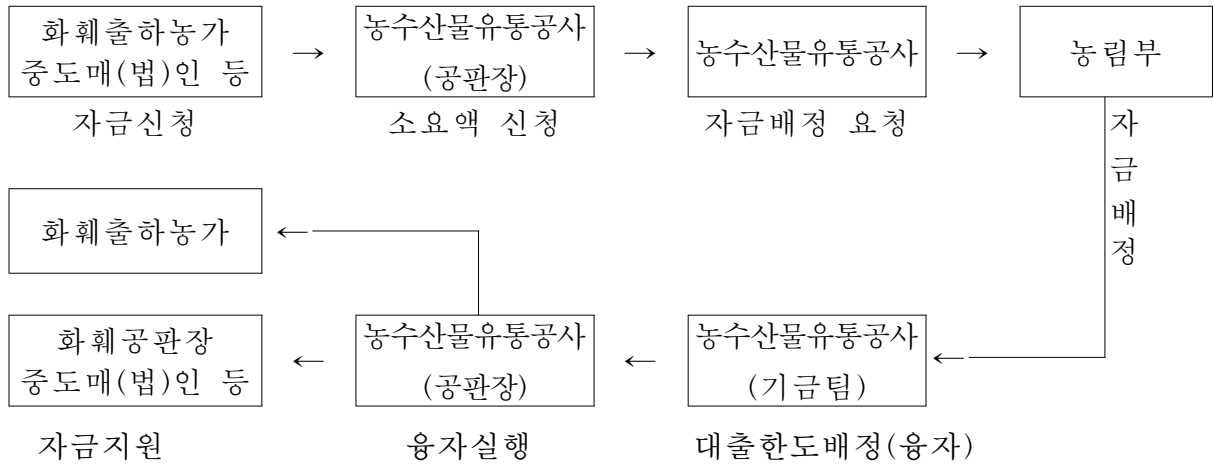 화훼출하농가
중도매(법)인 등
→
농수산물유통공사
(공판장)
→
농수산물유통공사
→
농림부
자금신청
소요액 신청
자금배정 요청
자금배정
화훼출하농가
←
화훼공판장
중도매(법)인 등
←
농수산물유통공사
(공판장)
←
농수산물유통공사
(기금팀)
←
자금지원
융자실행
대출한도배정(융자)